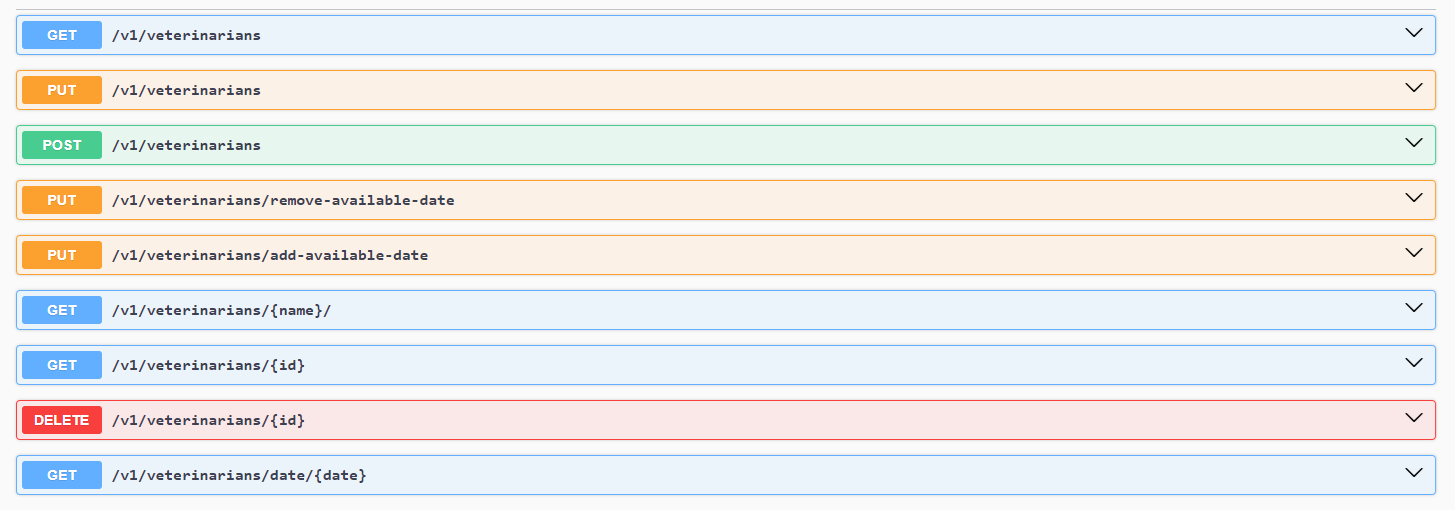 GET /v1/veterinarians
PUT /v1/veterinarians
POST /v1/veterinarians
PUT /v1/veterinarians/remove-available-date
PUT /v1/veterinarians/add-available-date
GET /v1/veterinarians/{name}/
GET /v1/veterinarians/{id}
DELETE /v1/veterinarians/{id}
GET /v1/veterinarians/date/{date}